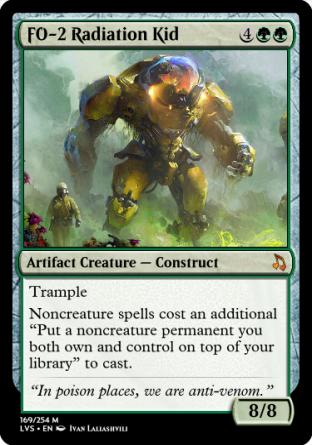 FO-2 Radiation Kid 4
Artifact Creature — Construct
Trample
Noncreature spells cost an additional
“Put a noncreature permanent you
both own and control on top of your
library” to cast.
“In poison places, we are anti-venom.”
8/8
169/254 M
LVS • EN Ivan Laliashvili